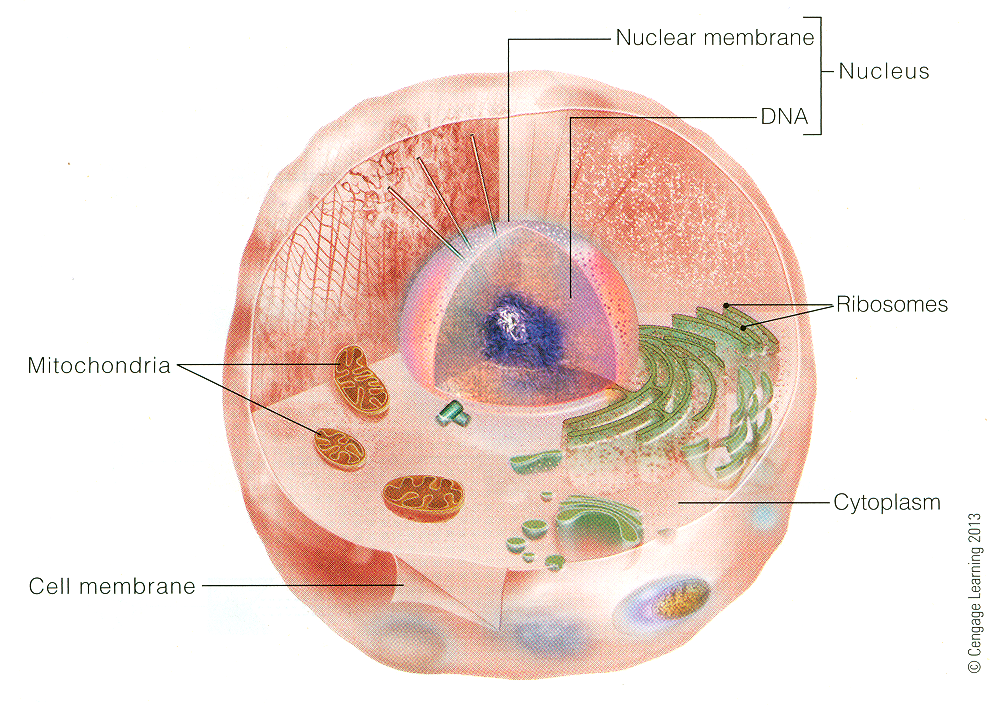 Nuclear membrane
Nucleus
DNA
Ribosomes
Mitochondria
Cytoplasm
Cell membrane
© Cengage Learning 2013